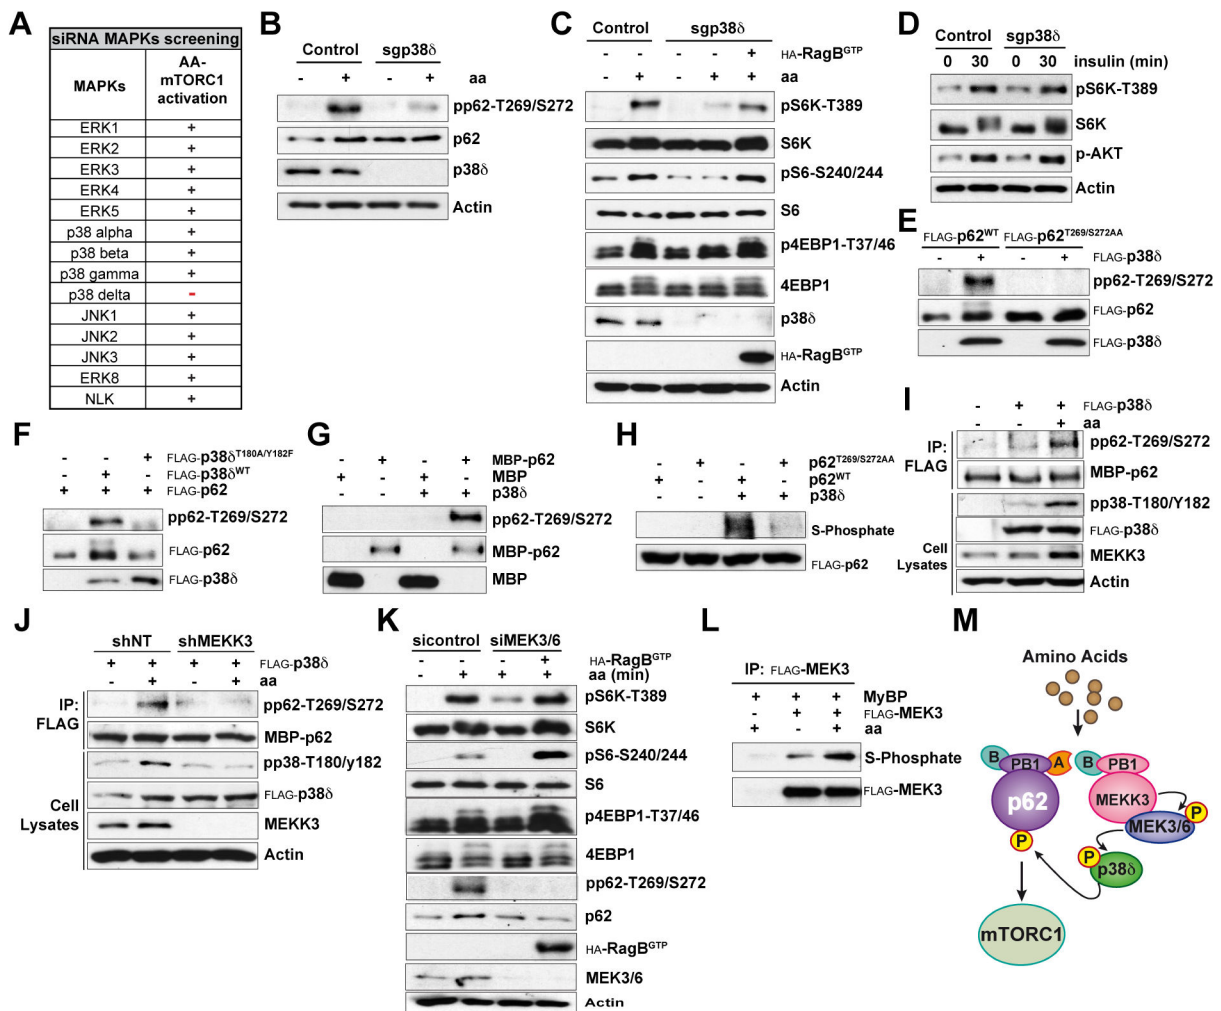 A
siRNA MAPKs screening
MAPKs
AA-
mTORC1
activation
ERK1 +
ERK2 +
ERK3 +
ERK4 +
ERK5 +
p38 alpha +
p38 beta +
p38 gamma +
p38 delta -
JNK1 +
JNK2 +
JNK3 +
ERK8 +
NLK +
B
Control sgp38δ
- + - + aa
pp62-T269/S272
p62
p38δ
Actin
C
Control sgp38δ
+ HA-RagBGTP
- + - + + aa
pS6K-T389
S6K
pS6-S240/244
S6
p4EBP1-T37/46
4EBP1
p38δ
HA-RagBGTP
Actin
D
Control sgp38δ
0 30 0 30 insulin (min)
pS6K-T389
S6K
p-AKT
Actin
E
FLAG-p62WT FLAG-p62T269/S272AA
- + - + FLAG-p38δ
pp62-T269/S272
FLAG-p62
FLAG-p38δ
F
- - + FLAG-p38δT180A/Y182F
- + - FLAG-p38δWT
+ + + FLAG-p62
pp62-T269/S272
FLAG-p62
FLAG-p38δ
G
- + - + MBP-p62
+ - + - MBP
- - + + p38δ
pp62-T269/S272
MBP-p62
MBP
H
- + - + p62T269/S272AA
+ - + - p62WT
- - + + p38δ
S-Phosphate
FLAG-p62
I
- + + FLAG-p38δ
- - + aa
IP:
FLAG
pp62-T269/S272
MBP-p62
pp38-T180/Y182
FLAG-p38δ
Cell
Lysates
MEKK3
Actin
J
shNT shMEKK3
+ + + + FLAG-p38δ
- + - + aa
IP:
FLAG
pp62-T269/S272
MBP-p62
pp38-T180/y182
FLAG-p38δ
Cell
Lysates
MEKK3
Actin
K
sicontrol siMEK3/6
- - - + HA-RagBGTP
- + + + aa (min)
pS6K-T389
S6K
pS6-S240/244
S6
p4EBP1-T37/46
4EBP1
pp62-T269/S272
p62
HA-RagBGTP
MEK3/6
Actin
L
IP: FLAG-MEK3
+ + + MyBP
- + + FLAG-MEK3
+ - + aa
S-Phosphate
FLAG-MEK3
M
Amino Acids
B PB1 A B PB1
p62
MEKK3
P
MEK3/6
P
P
p38δ
mTORC1